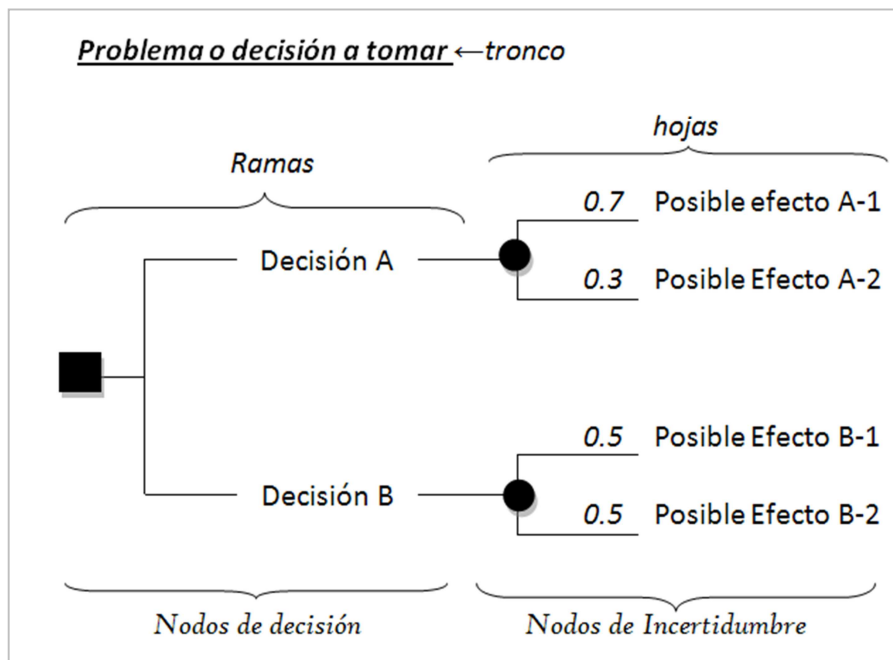 Problema o decisión a tomar ←tronco
hojas
Ramas
0.7 Posible efecto A-1
Decisión A
0.3 Posible Efecto A-2
0.5 Posible Efecto B-1
Decisión B
0.5 Posible Efecto B-2
Nodos de decisión
Nodos de Incertidumbre